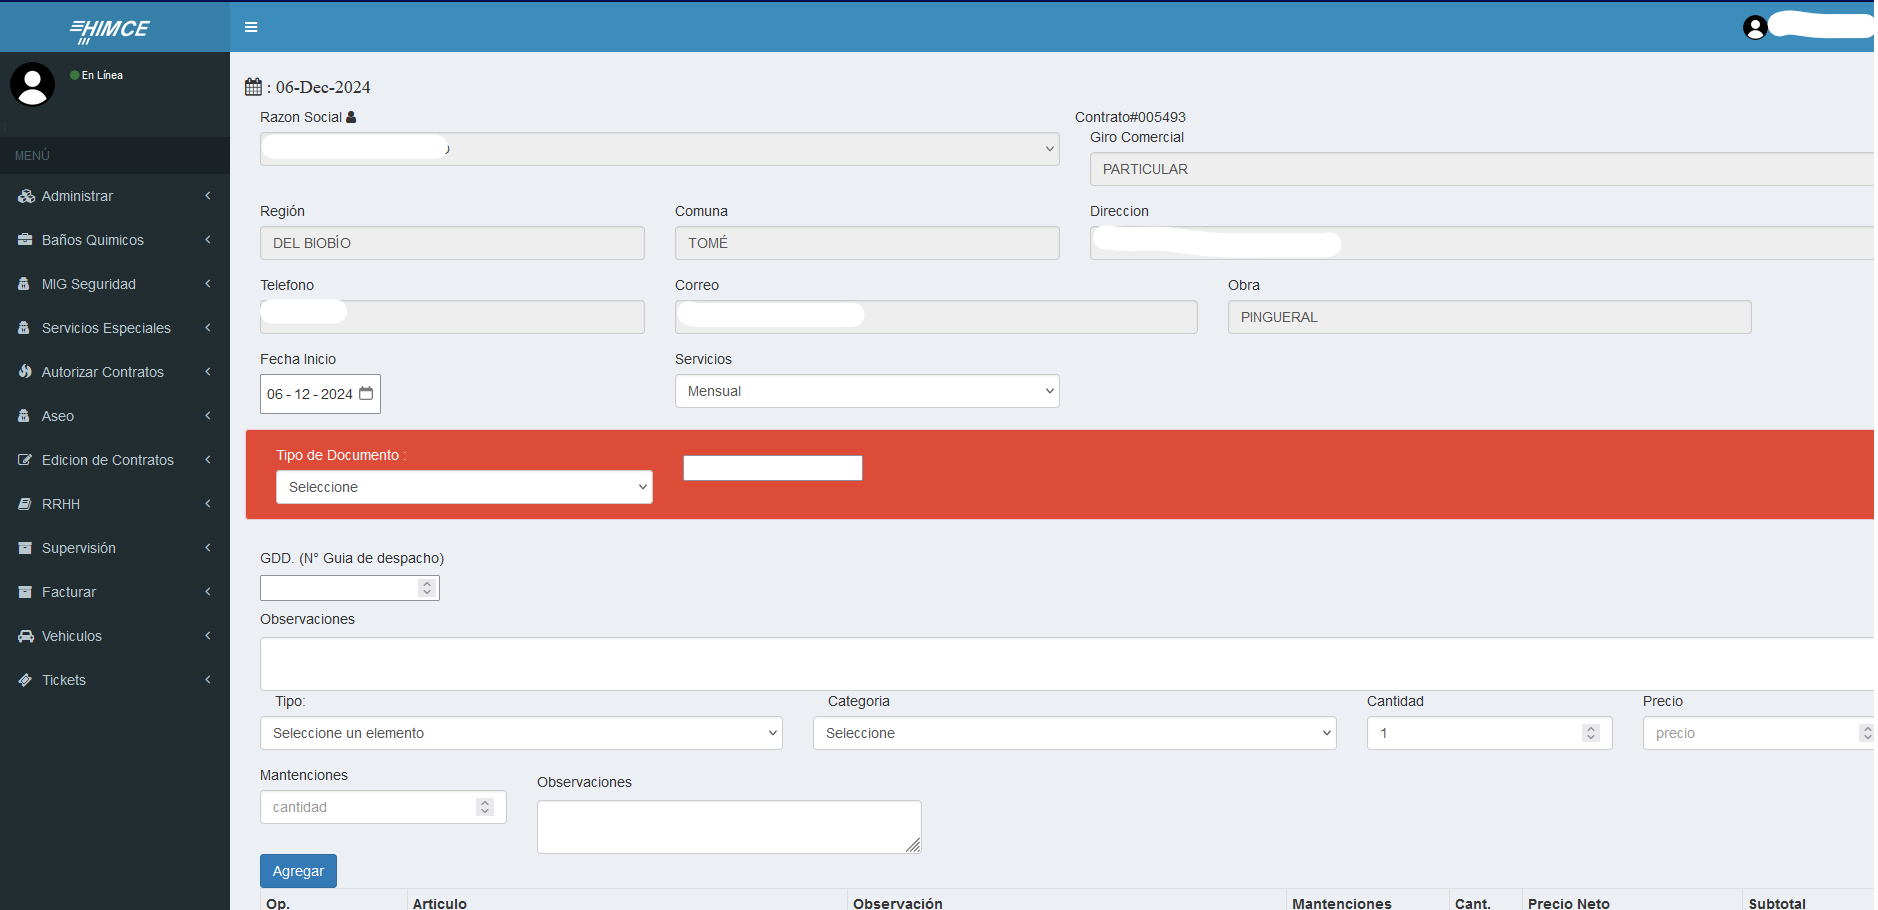 HIMCE
En Línea
MENÚ
Administrar
Baños Quimicos
MIG Seguridad
Servicios Especiales
Autorizar Contratos
Aseo
Edicion de Contratos
RRHH
Supervisión
Facturar
Vehiculos
Tickets
: 06-Dec-2024
Razon Social
Contrato#005493
Giro Comercial
PARTICULAR
Región
Comuna
Direccion
DEL BIOBÍO
TOMÉ
Telefono
Correo
Obra
PINGUERAL
Fecha Inicio
Servicios
06 - 12 - 2024
Mensual
Tipo de Documento :
Seleccione
GDD. (N° Guia de despacho)
Observaciones
Tipo:
Categoria
Cantidad
Precio
Seleccione un elemento
Seleccione
1
precio
Mantenciones
Observaciones
cantidad
Agregar
Op.
Articulo
Observación
Mantenciones
Cant.
Precio Neto
Subtotal